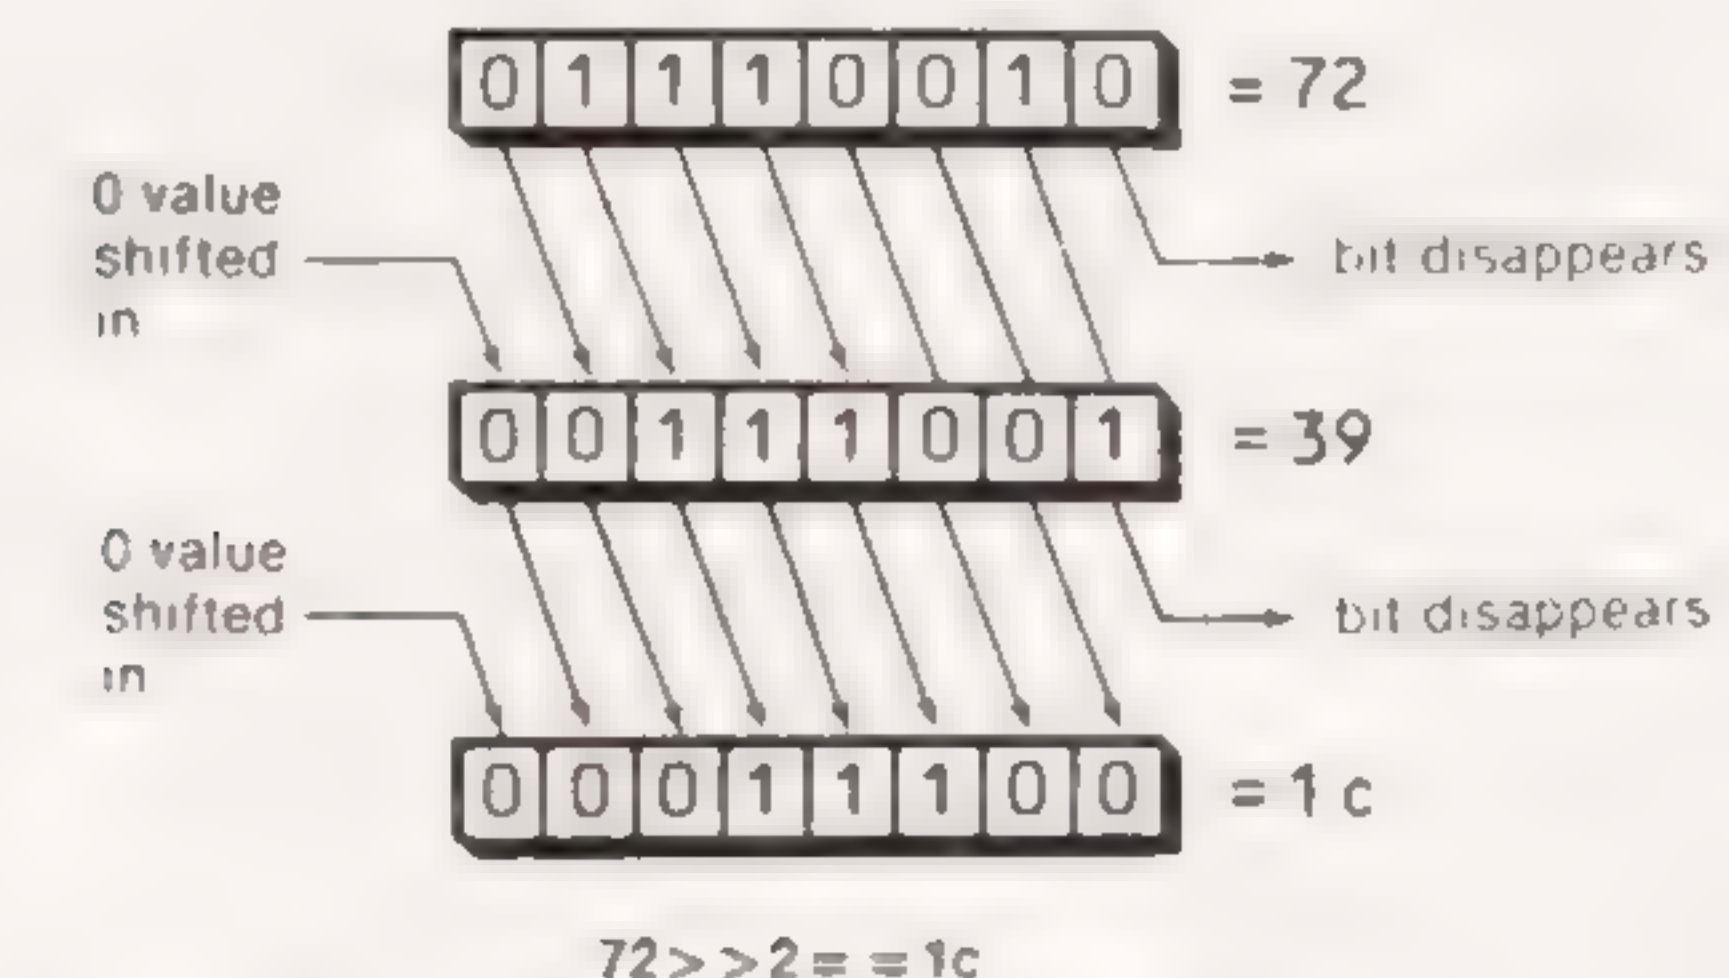 0 1 1 1 0 0 1 0 = 72
0 value
shifted
in
bit disappears
0 0 1 1 1 0 0 1 = 39
0 value
shifted
in
bit disappears
0 0 0 1 1 1 0 0 = 1 c
72 > > 2 = = 1c